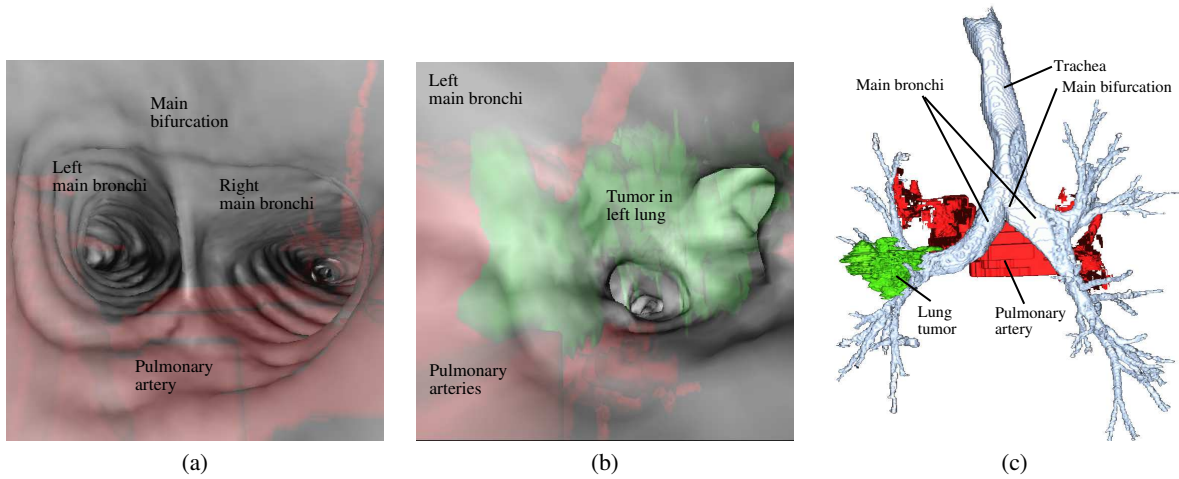 Main
bifurcation
Left
main bronchi
Right
main bronchi
Pulmonary
artery
(a)
Left
main bronchi
Tumor in
left lung
Pulmonary
arteries
(b)
Trachea
Main bronchi
Main bifurcation
Lung
tumor
Pulmonary
artery
(c)